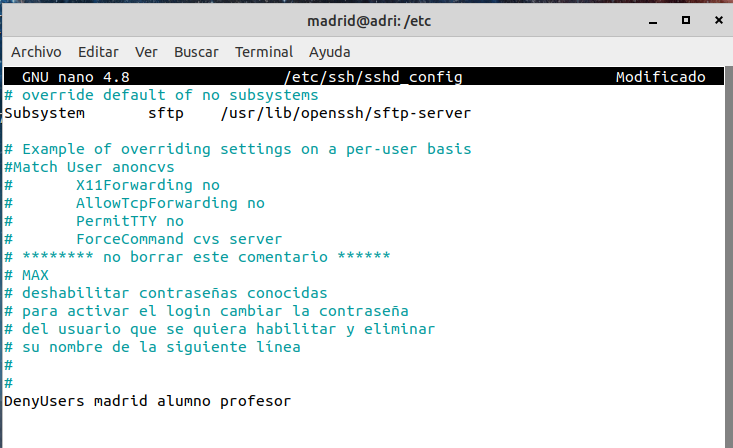 madrid@adri: /etc
Archivo Editar Ver Buscar Terminal Ayuda
GNU nano 4.8 /etc/ssh/sshd_config Modificado
# override default of no subsystems
Subsystem sftp /usr/lib/openssh/sftp-server
# Example of overriding settings on a per-user basis
#Match User anoncvs
# X11Forwarding no
# AllowTcpForwarding no
# PermitTTY no
# ForceCommand cvs server
# ******** no borrar este comentario ******
# MAX
# deshabilitar contraseñas conocidas
# para activar el login cambiar la contraseña
# del usuario que se quiera habilitar y eliminar
# su nombre de la siguiente linea
#
#
DenyUsers madrid alumno profesor